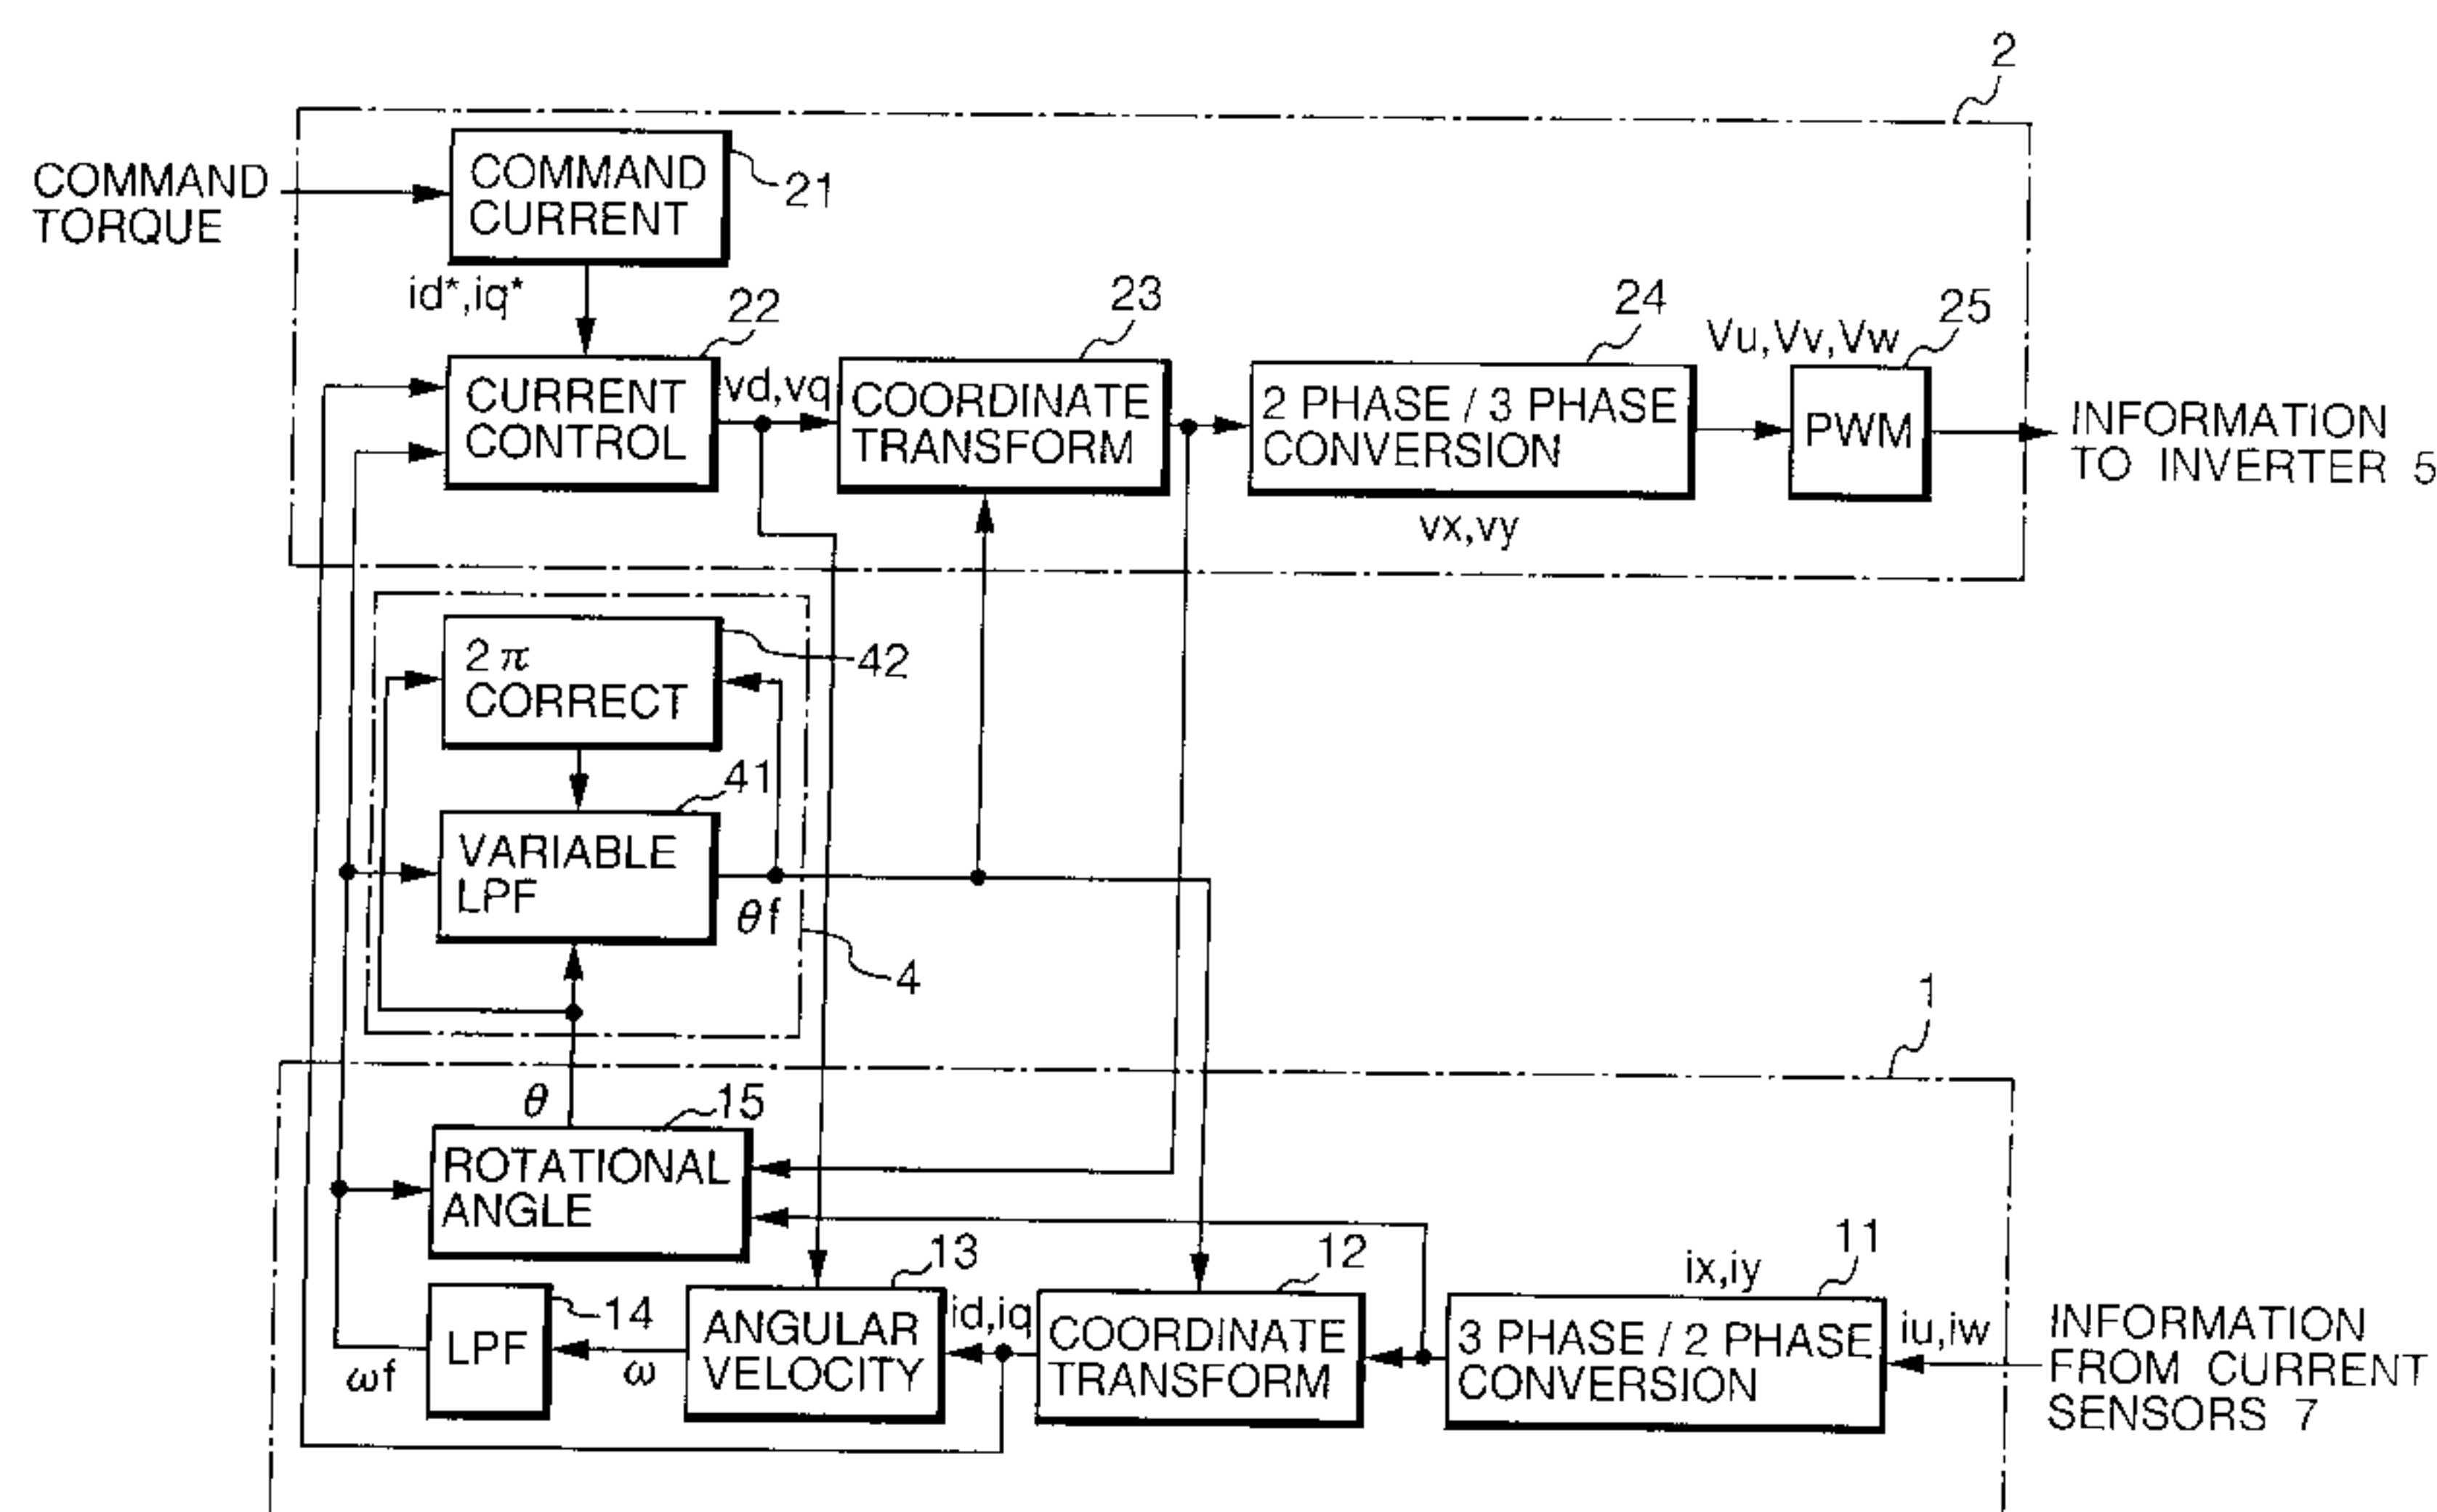 2
COMMAND
TORQUE
COMMAND
CURRENT
21
id*,iq*
22
23
24
Vu,Vv,Vw
25
CURRENT
CONTROL
vd,vq
COORDINATE
TRANSFORM
2 PHASE / 3 PHASE
CONVERSION
PWM
INFORMATION
TO INVERTER 5
vx,vy
2π
CORRECT
42
41
VARIABLE
LPF
θf
4
1
θ
15
ROTATIONAL
ANGLE
13
12
ix,iy
11
14
LPF
ωf
ω
ANGULAR
VELOCITY
id,iq
COORDINATE
TRANSFORM
3 PHASE / 2 PHASE
CONVERSION
iu,iw
INFORMATION
FROM CURRENT
SENSORS 7